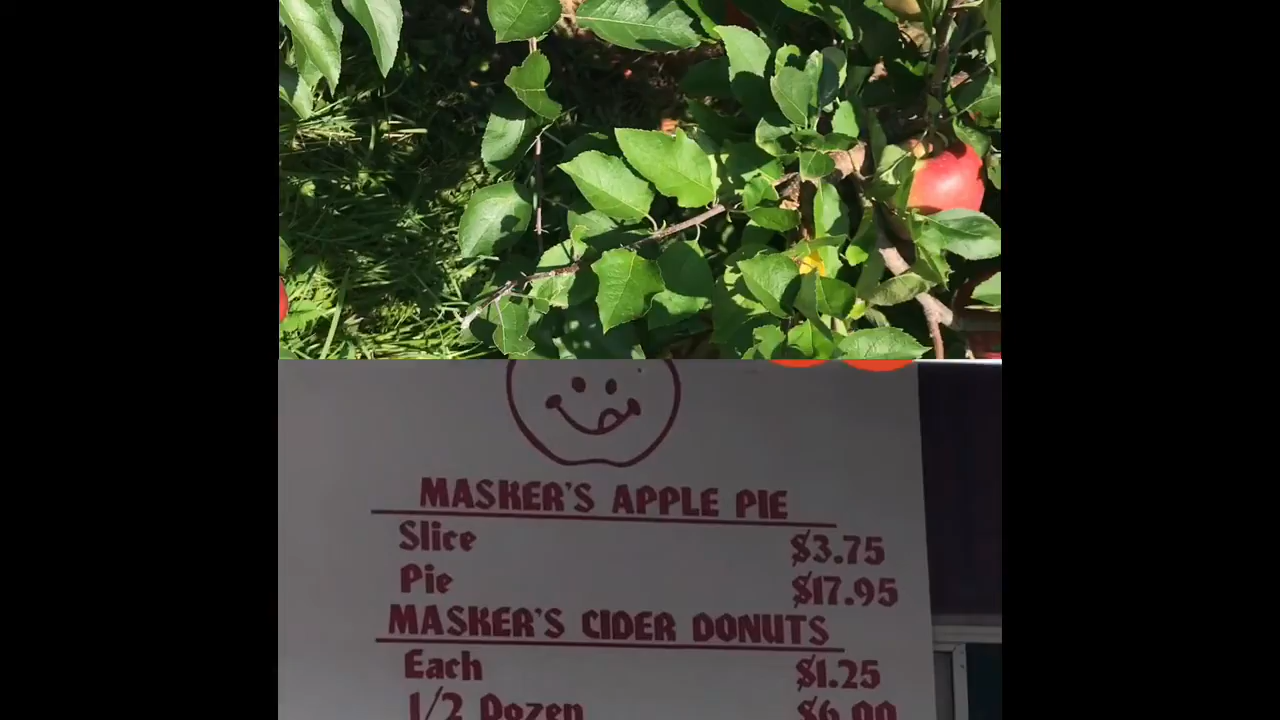 MASKER'S APPLE PIE
Slice $3.75
Pie $17.95
MASKER'S CIDER DONUTS
Each $1.25
1/2 Dozen $6.00